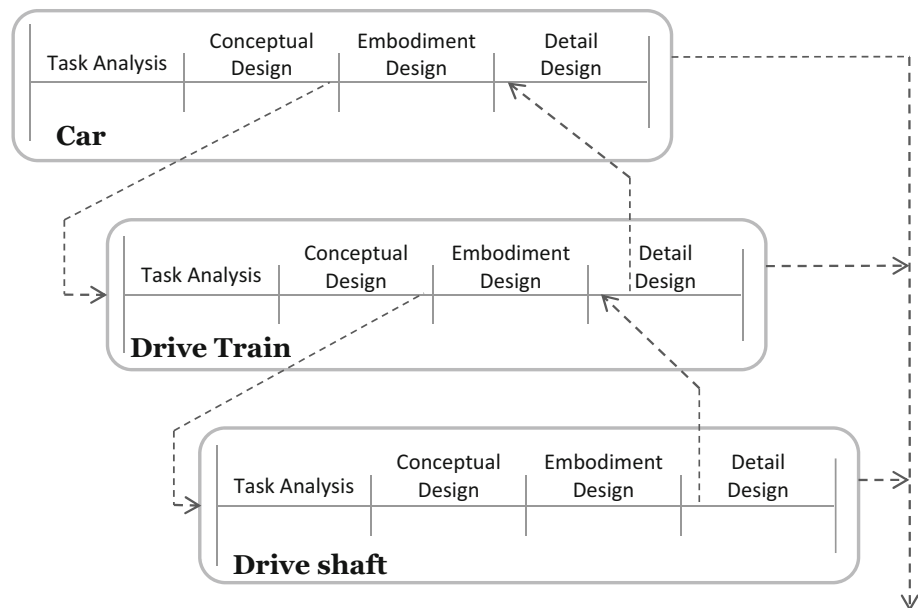 Task Analysis
Conceptual
Design
Embodiment
Design
Detail
Design
Car
Task Analysis
Conceptual
Design
Embodiment
Design
Detail
Design
Drive Train
Task Analysis
Conceptual
Design
Embodiment
Design
Detail
Design
Drive shaft